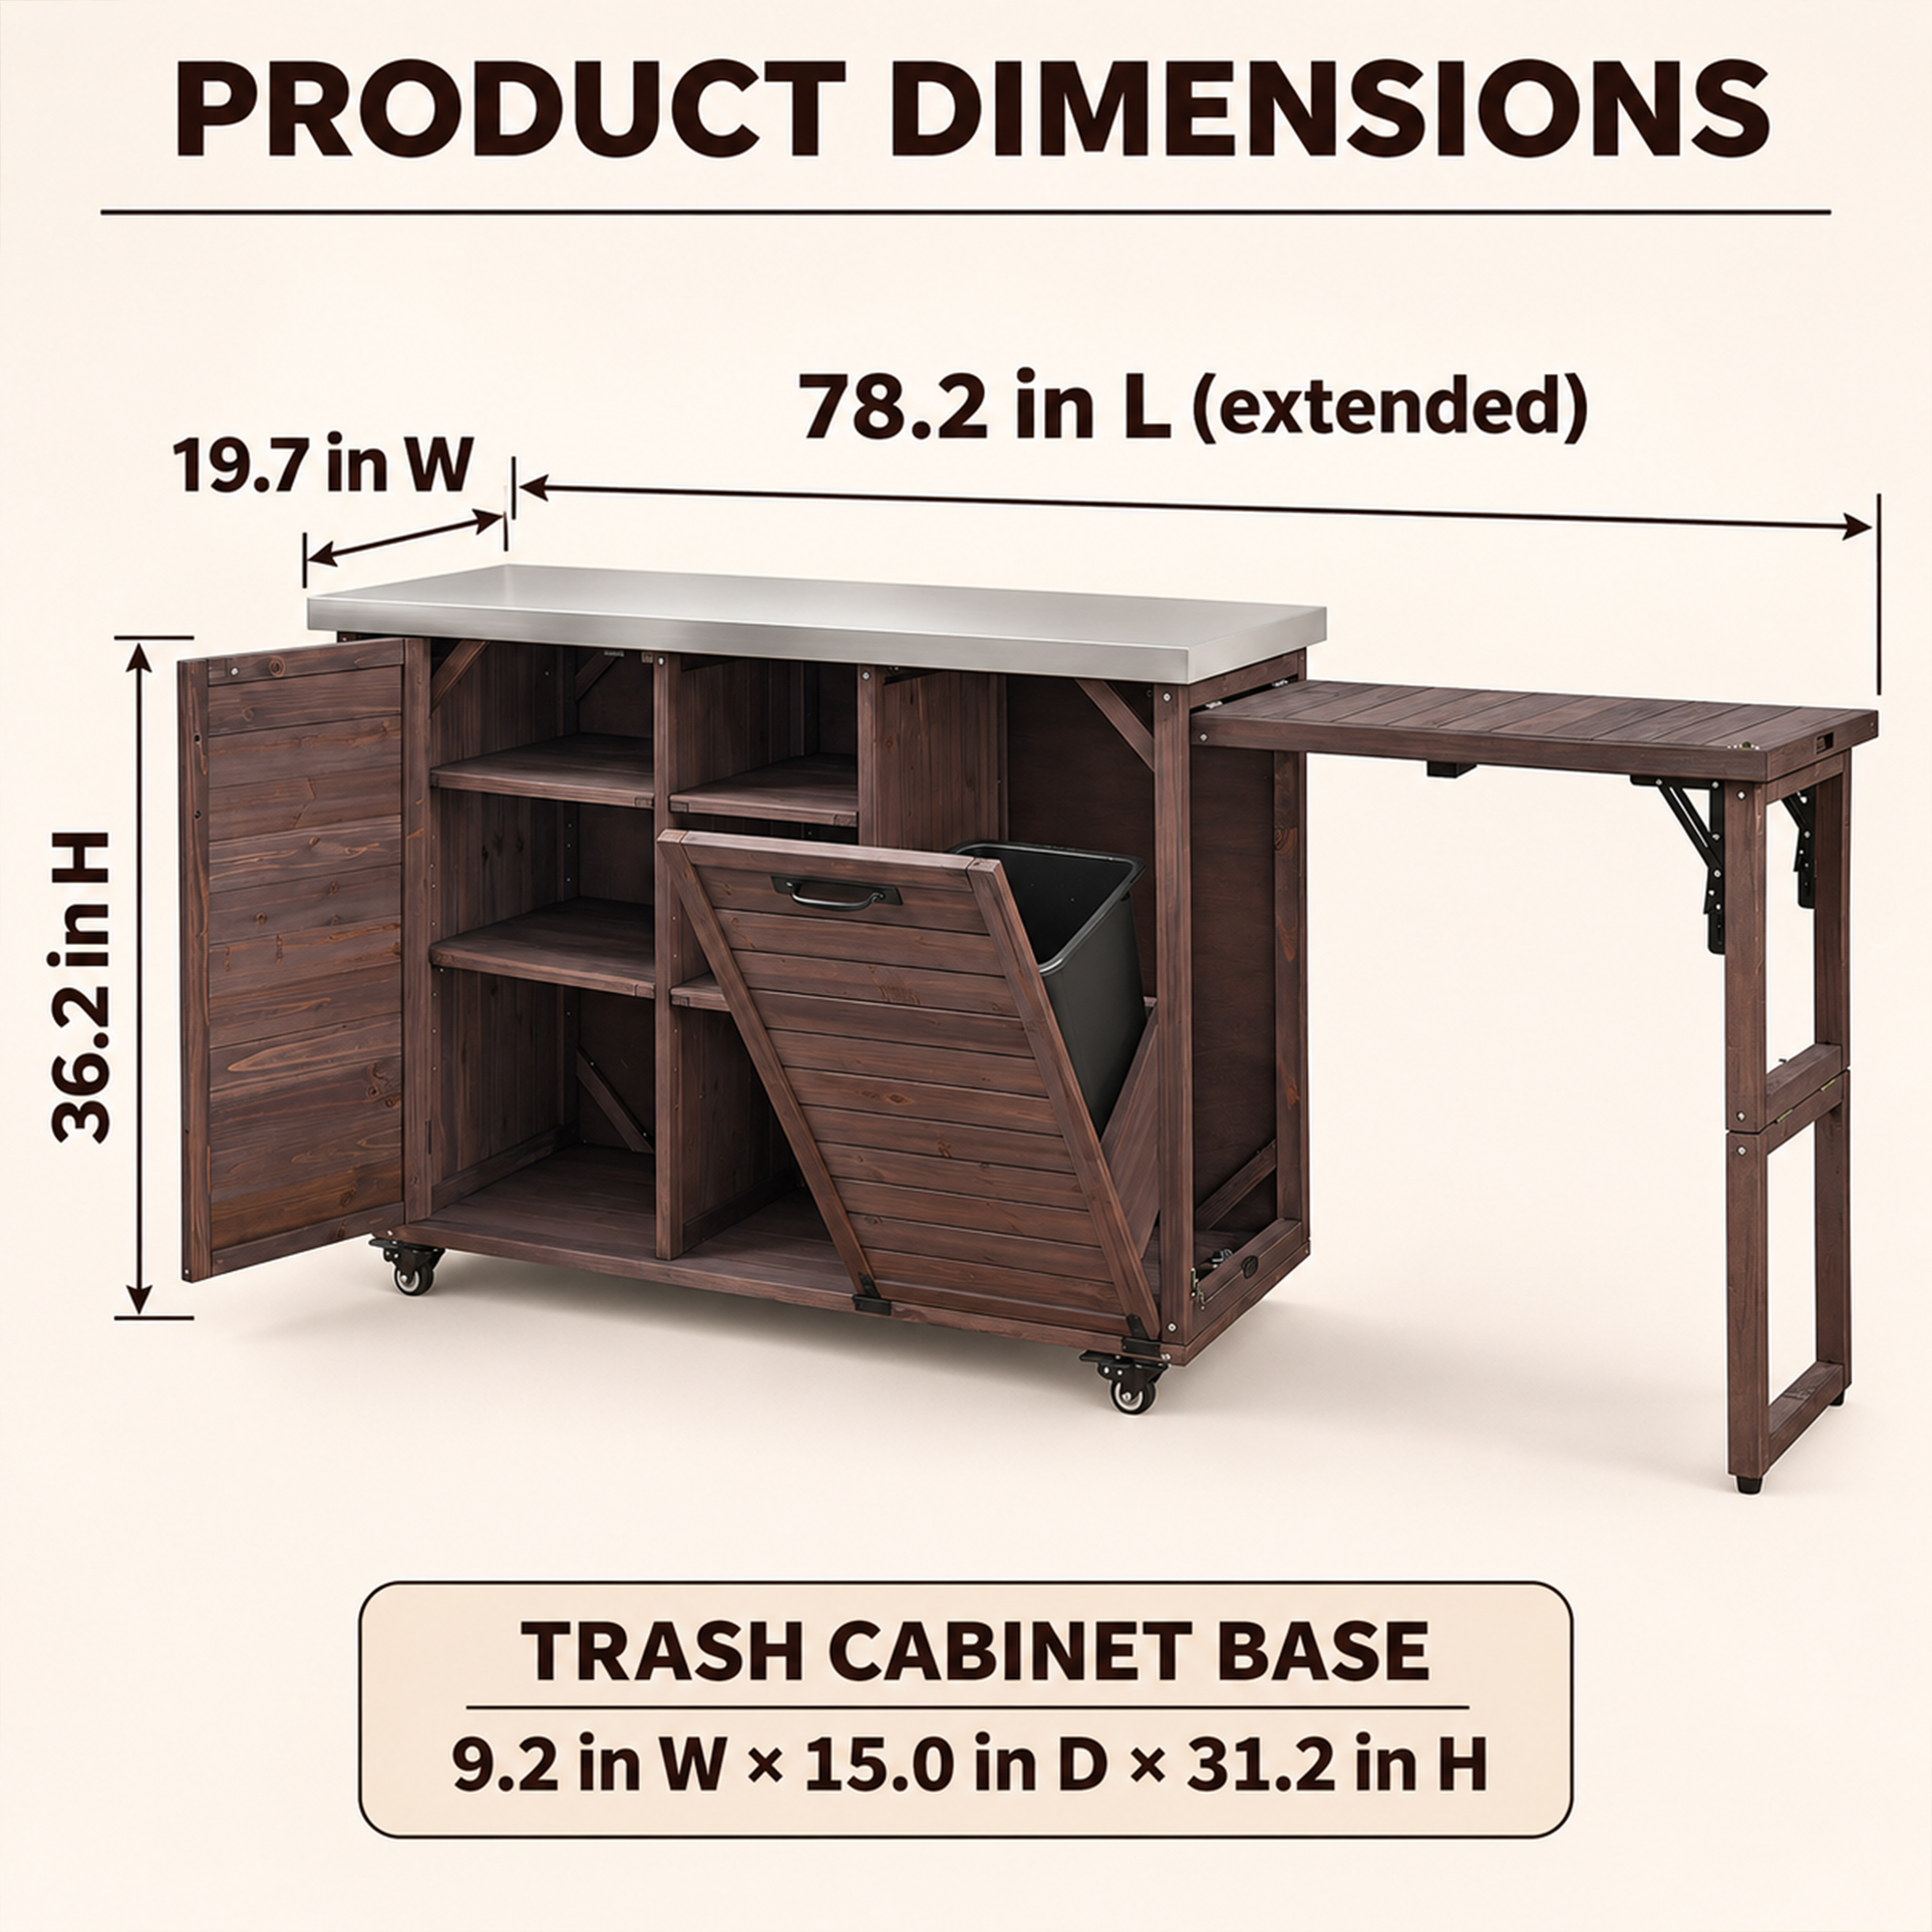 PRODUCT DIMENSIONS
78.2 in L (extended)
19.7 in W
36.2 in H
TRASH CABINET BASE
9.2 in W × 15.0 in D × 31.2 in H